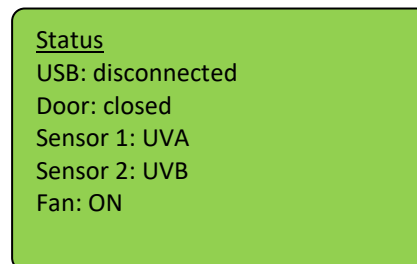 Status
USB: disconnected
Door: closed
Sensor 1: UVA
Sensor 2: UVB
Fan: ON